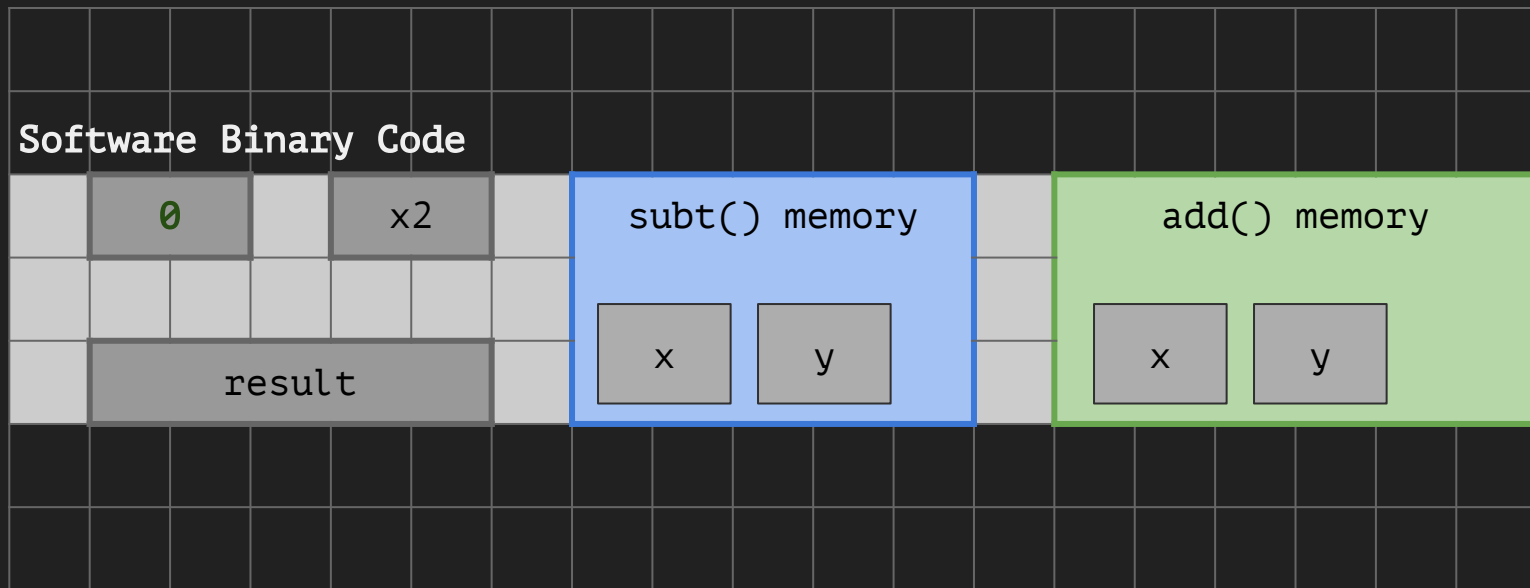 Software Binary Code
0
x2
subt() memory
add() memory
x
y
x
y
result